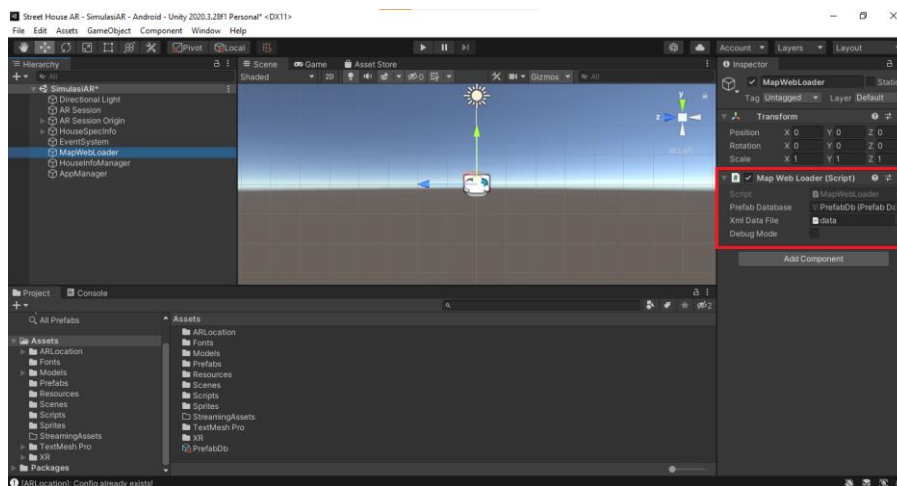 Street House AR - SimulasiAR - Android - Unity 2020.3.28f1 Personal* <DX11>
File Edit Assets GameObject Component Window Help
Pivot Local
Account Layers Layout
Hierarchy
All
SimulasiAR*
Directional Light
AR Session
AR Session Origin
HouseSpecInfo
EventSystem
MapWebLoader
HouseInfoManager
AppManager
Scene Game Asset Store
Shaded 2D 0 Gizmos All
y
z
Left
Inspector
MapWebLoader Static
Tag Untagged Layer Default
Transform
Position X 0 Y 0 Z 0
Rotation X 0 Y 0 Z 0
Scale X 1 Y 1 Z 1
Map Web Loader (Script)
Script MapWebLoader
Prefab Database PrefabDb (Prefab Da
Xml Data File data
Debug Mode
Add Component
Project Console
2
All Prefabs
Assets
ARLocation
Fonts
Models
Prefabs
Resources
Scenes
Scripts
Sprites
StreamingAssets
TextMesh Pro
XR
Packages
Assets
ARLocation
Fonts
Models
Prefabs
Resources
Scenes
Scripts
Sprites
StreamingAssets
TextMesh Pro
XR
PrefabDb
[ARLocation]: Config already exists!